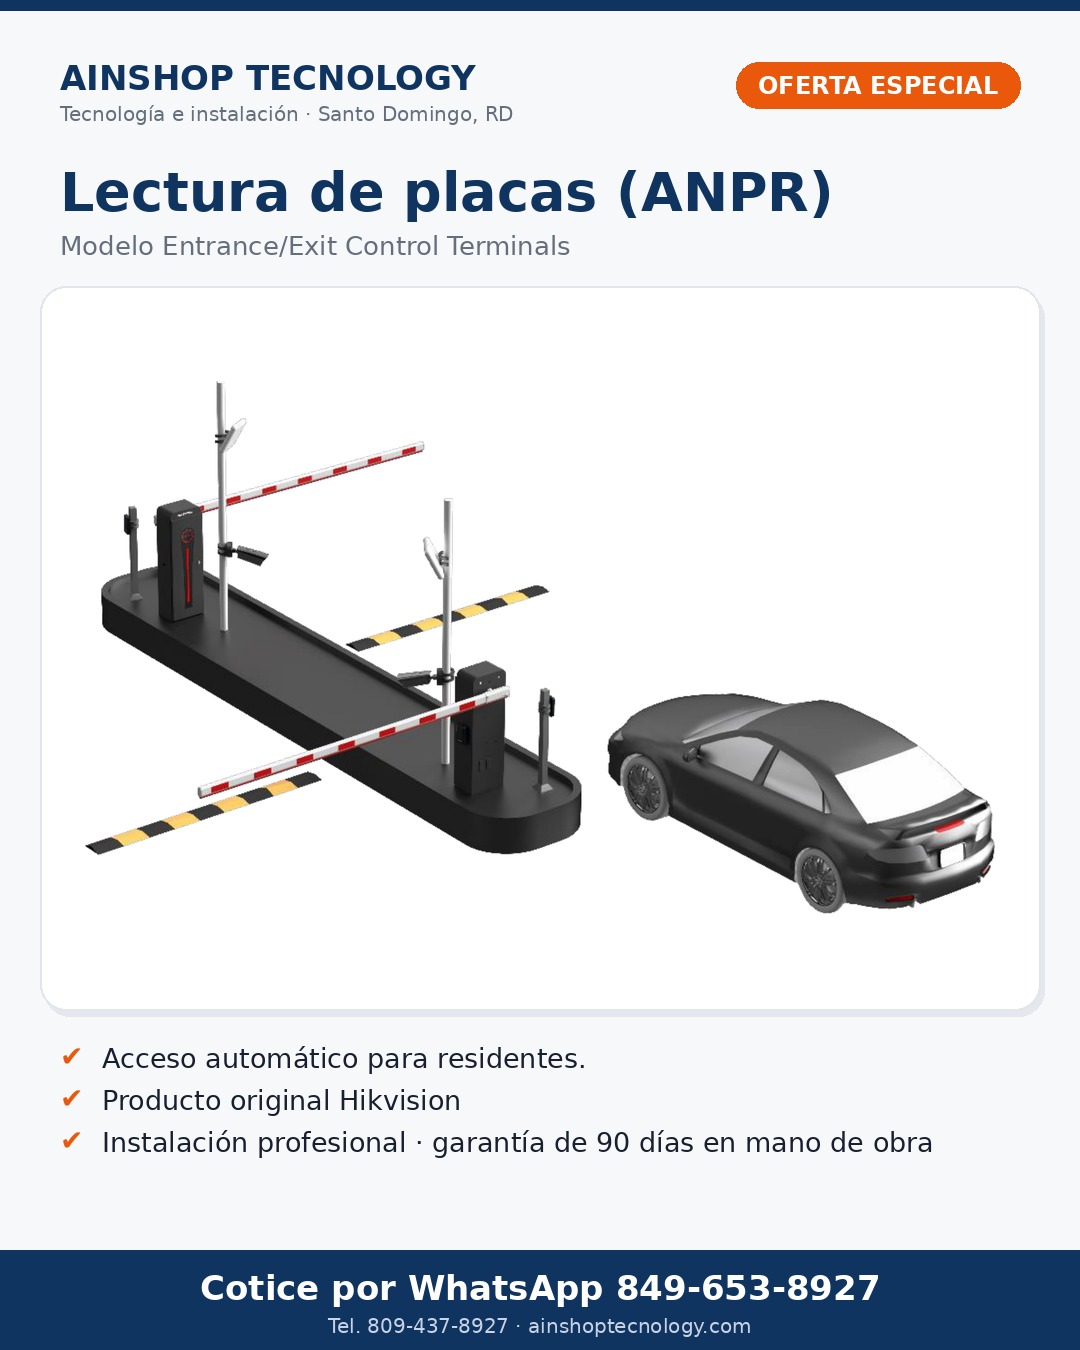 AINSHOP TECNOLOGY
OFERTA ESPECIAL
Tecnología e instalación · Santo Domingo, RD
Lectura de placas (ANPR)
Modelo Entrance/Exit Control Terminals
✔ Acceso automático para residentes.
✔ Producto original Hikvision
✔ Instalación profesional · garantía de 90 días en mano de obra
Cotice por WhatsApp 849-653-8927
Tel. 809-437-8927 · ainshoptecnology.com